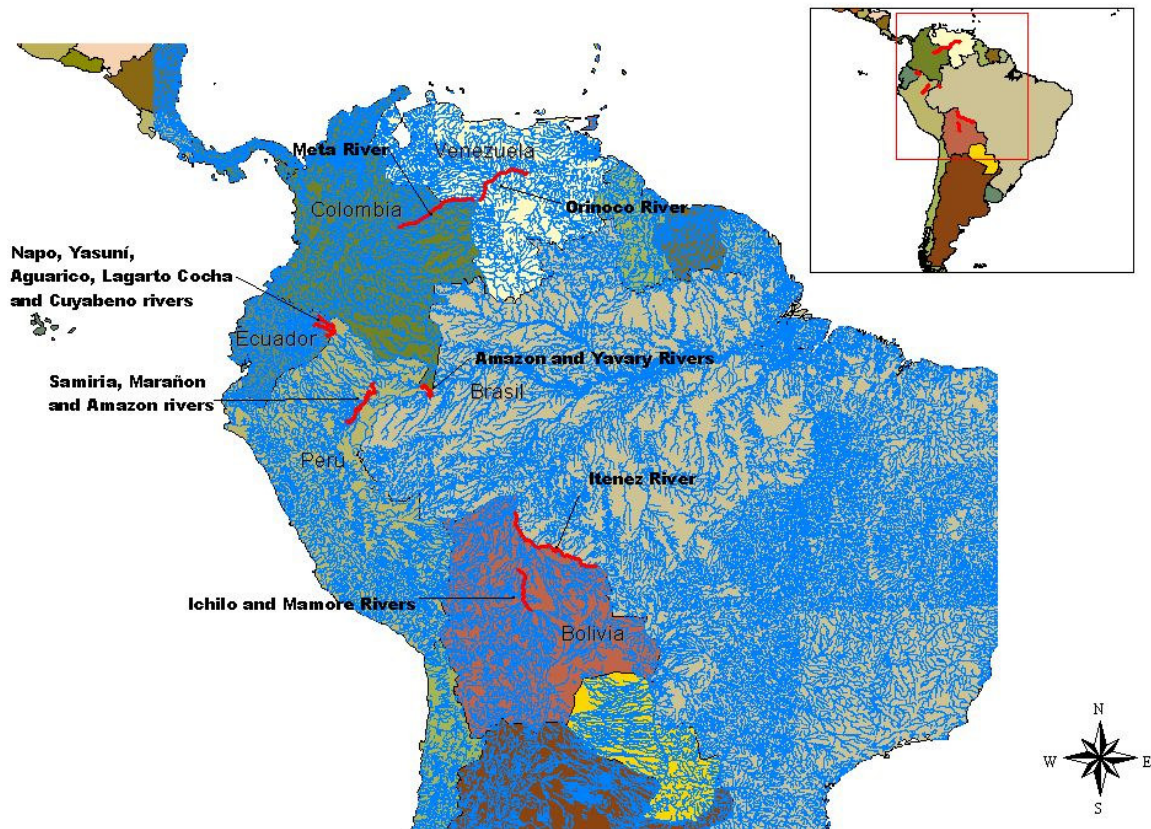 Meta River
Venezuela
Colombia
Orinoco River
Napo, Yasuní,
Aguarico, Lagarto Cocha
and Cuyabeno rivers
Ecuador
Amazon and Yavary Rivers
Samiria, Marañon
and Amazon rivers
Brasil
Peru
Itenez River
Ichilo and Mamore Rivers
Bolivia
N
W
E
S